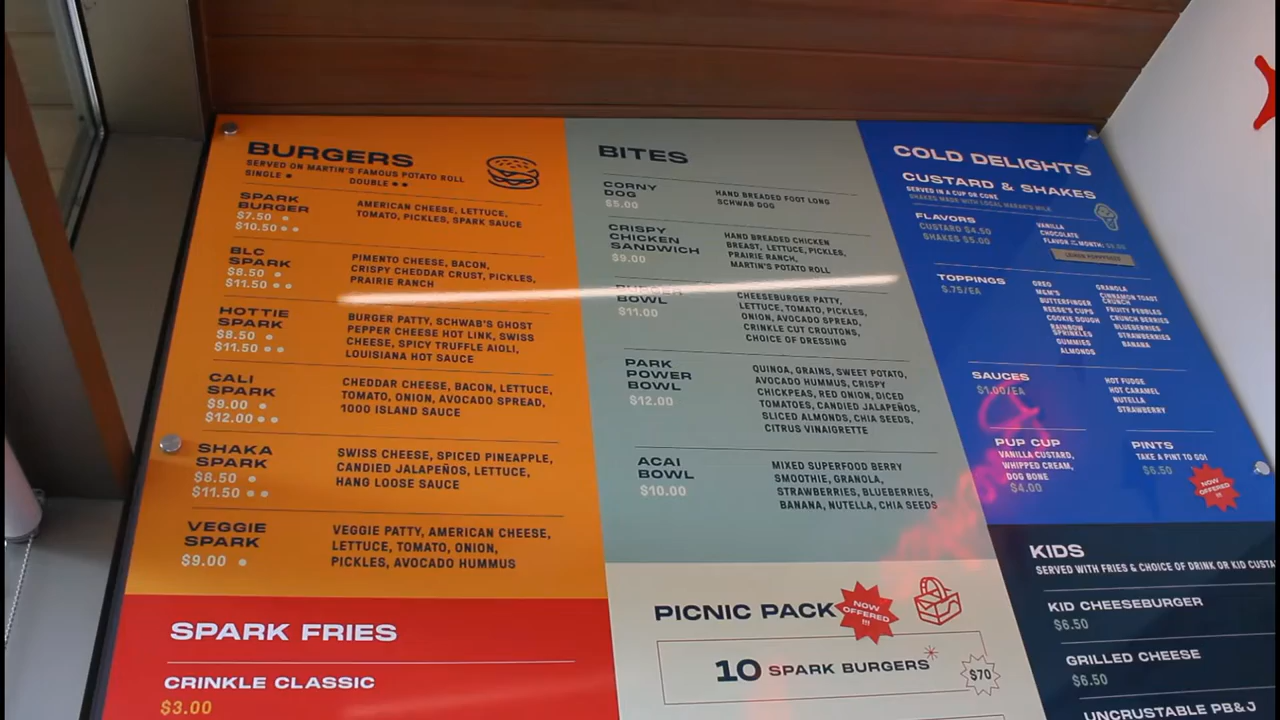 BURGERS
SERVED ON MARTIN'S FAMOUS POTATO ROLL
SINGLE
DOUBLE
SPARK
BURGER
$7.50
$10.50
AMERICAN CHEESE, LETTUCE,
TOMATO, PICKLES, SPARK SAUCE
BLC
SPARK
$8.50
$11.50
PIMENTO CHEESE, BACON,
CRISPY CHEDDAR CRUST, PICKLES,
PRAIRIE RANCH
HOTTIE
SPARK
$8.50
$11.50
BURGER PATTY, SCHWAB'S GHOST
PEPPER CHEESE HOT LINK, SWISS
CHEESE, SPICY TRUFFLE AIOLI,
LOUISIANA HOT SAUCE
CALI
SPARK
$9.00
$12.00
CHEDDAR CHEESE, BACON, LETTUCE,
TOMATO, ONION, AVOCADO SPREAD,
1000 ISLAND SAUCE
SHAKA
SPARK
$8.50
$11.50
SWISS CHEESE, SPICED PINEAPPLE,
CANDIED JALAPEÑOS, LETTUCE,
HANG LOOSE SAUCE
VEGGIE
SPARK
$9.00
VEGGIE PATTY, AMERICAN CHEESE,
LETTUCE, TOMATO, ONION,
PICKLES, AVOCADO HUMMUS
SPARK FRIES
CRINKLE CLASSIC
$3.00
BITES
CORNY
DOG
$5.00
HAND BREADED FOOT LONG
SCHWAB DOG
CRISPY
CHICKEN
SANDWICH
$9.00
HAND BREADED CHICKEN
BREAST, LETTUCE, PICKLES,
PRAIRIE RANCH,
MARTIN'S POTATO ROLL
BURGER
BOWL
$11.00
CHEESEBURGER PATTY,
LETTUCE, TOMATO, PICKLES,
ONION, AVOCADO SPREAD,
CRINKLE CUT CROUTONS,
CHOICE OF DRESSING
PARK
POWER
BOWL
$12.00
QUINOA, GRAINS, SWEET POTATO,
AVOCADO HUMMUS, CRISPY
CHICKPEAS, RED ONION, DICED
TOMATOES, CANDIED JALAPEÑOS,
SLICED ALMONDS, CHIA SEEDS,
CITRUS VINAIGRETTE
ACAI
BOWL
$10.00
MIXED SUPERFOOD BERRY
SMOOTHIE, GRANOLA,
STRAWBERRIES, BLUEBERRIES,
BANANA, NUTELLA, CHIA SEEDS
PICNIC PACK
NOW
OFFERED
!!!
10 SPARK BURGERS
$70
COLD DELIGHTS
CUSTARD & SHAKES
SERVED IN A CUP OR CONE
SHAKES MADE WITH LOCAL HARAK'S MILK
FLAVORS
CUSTARD $4.50
SHAKES $5.00
VANILLA
CHOCOLATE
FLAVOR OF THE MONTH:
TOPPINGS
$.75/EA
OREO
M&M'S
BUTTERFINGER
REESE'S CUPS
COOKIE DOUGH
RAINBOW
SPRINKLES
GUMMIES
ALMONDS
GRANOLA
CINNAMON TOAST
CRUNCH
FRUITY PEBBLES
CRUNCH BERRIES
BLUEBERRIES
STRAWBERRIES
BANANA
SAUCES
$1.00/EA
HOT FUDGE
HOT CARAMEL
NUTELLA
STRAWBERRY
PUP CUP
VANILLA CUSTARD,
WHIPPED CREAM,
DOG BONE
$4.00
PINTS
TAKE A PINT TO GO!
$6.50
NOW
OFFERED
!!!
KIDS
SERVED WITH FRIES & CHOICE OF DRINK OR KID CUSTA
KID CHEESEBURGER
$6.50
GRILLED CHEESE
$6.50
UNCRUSTABLE PB&J